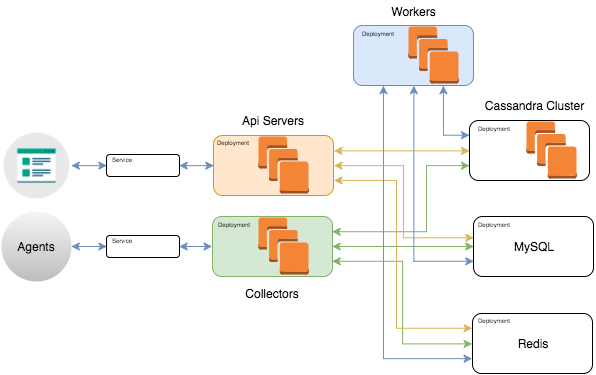 Workers
Deployment
Cassandra Cluster
Api Servers
Deployment
Deployment
Service
Deployment
Deployment
Agents
Service
MySQL
Collectors
Deployment
Redis